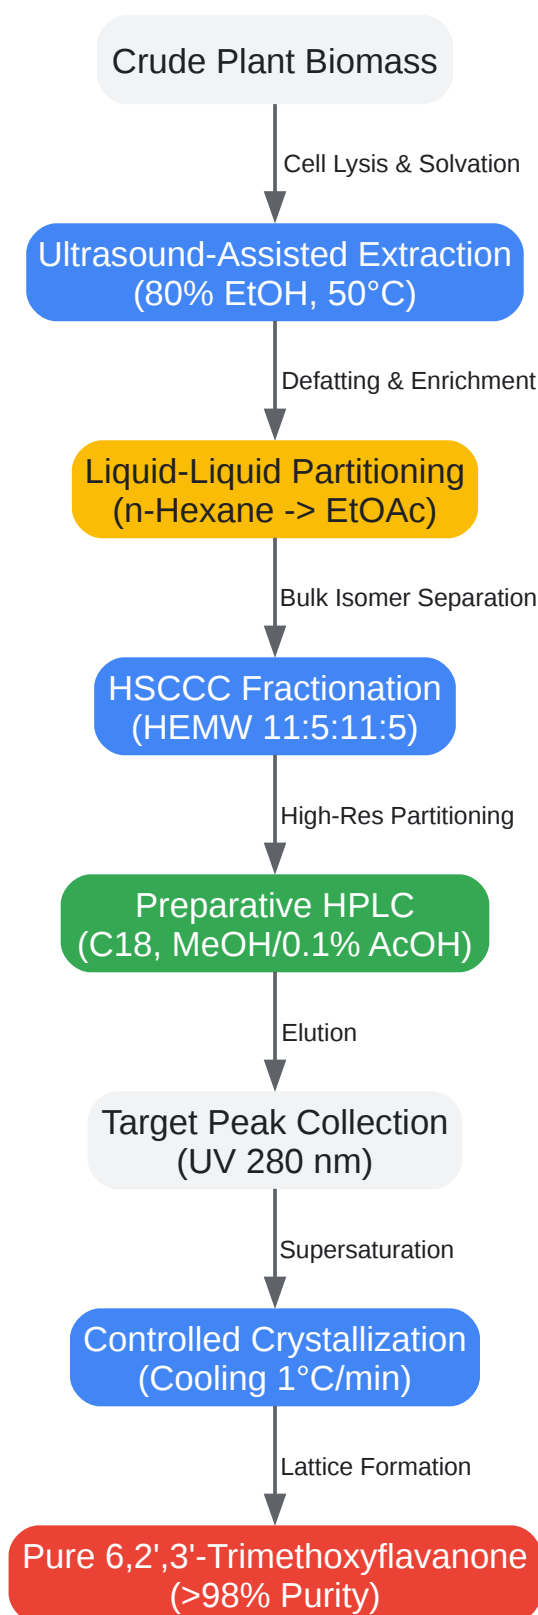 Crude Plant Biomass
Cell Lysis & Solvation
Ultrasound-Assisted Extraction
(80% EtOH, 50°C)
Defatting & Enrichment
Liquid-Liquid Partitioning
(n-Hexane -> EtOAc)
Bulk Isomer Separation
HSCCC Fractionation
(HEMW 11:5:11:5)
High-Res Partitioning
Preparative HPLC
(C18, MeOH/0.1% AcOH)
Elution
Target Peak Collection
(UV 280 nm)
Supersaturation
Controlled Crystallization
(Cooling 1°C/min)
Lattice Formation
Pure 6,2',3'-Trimethoxyflavanone
(>98% Purity)